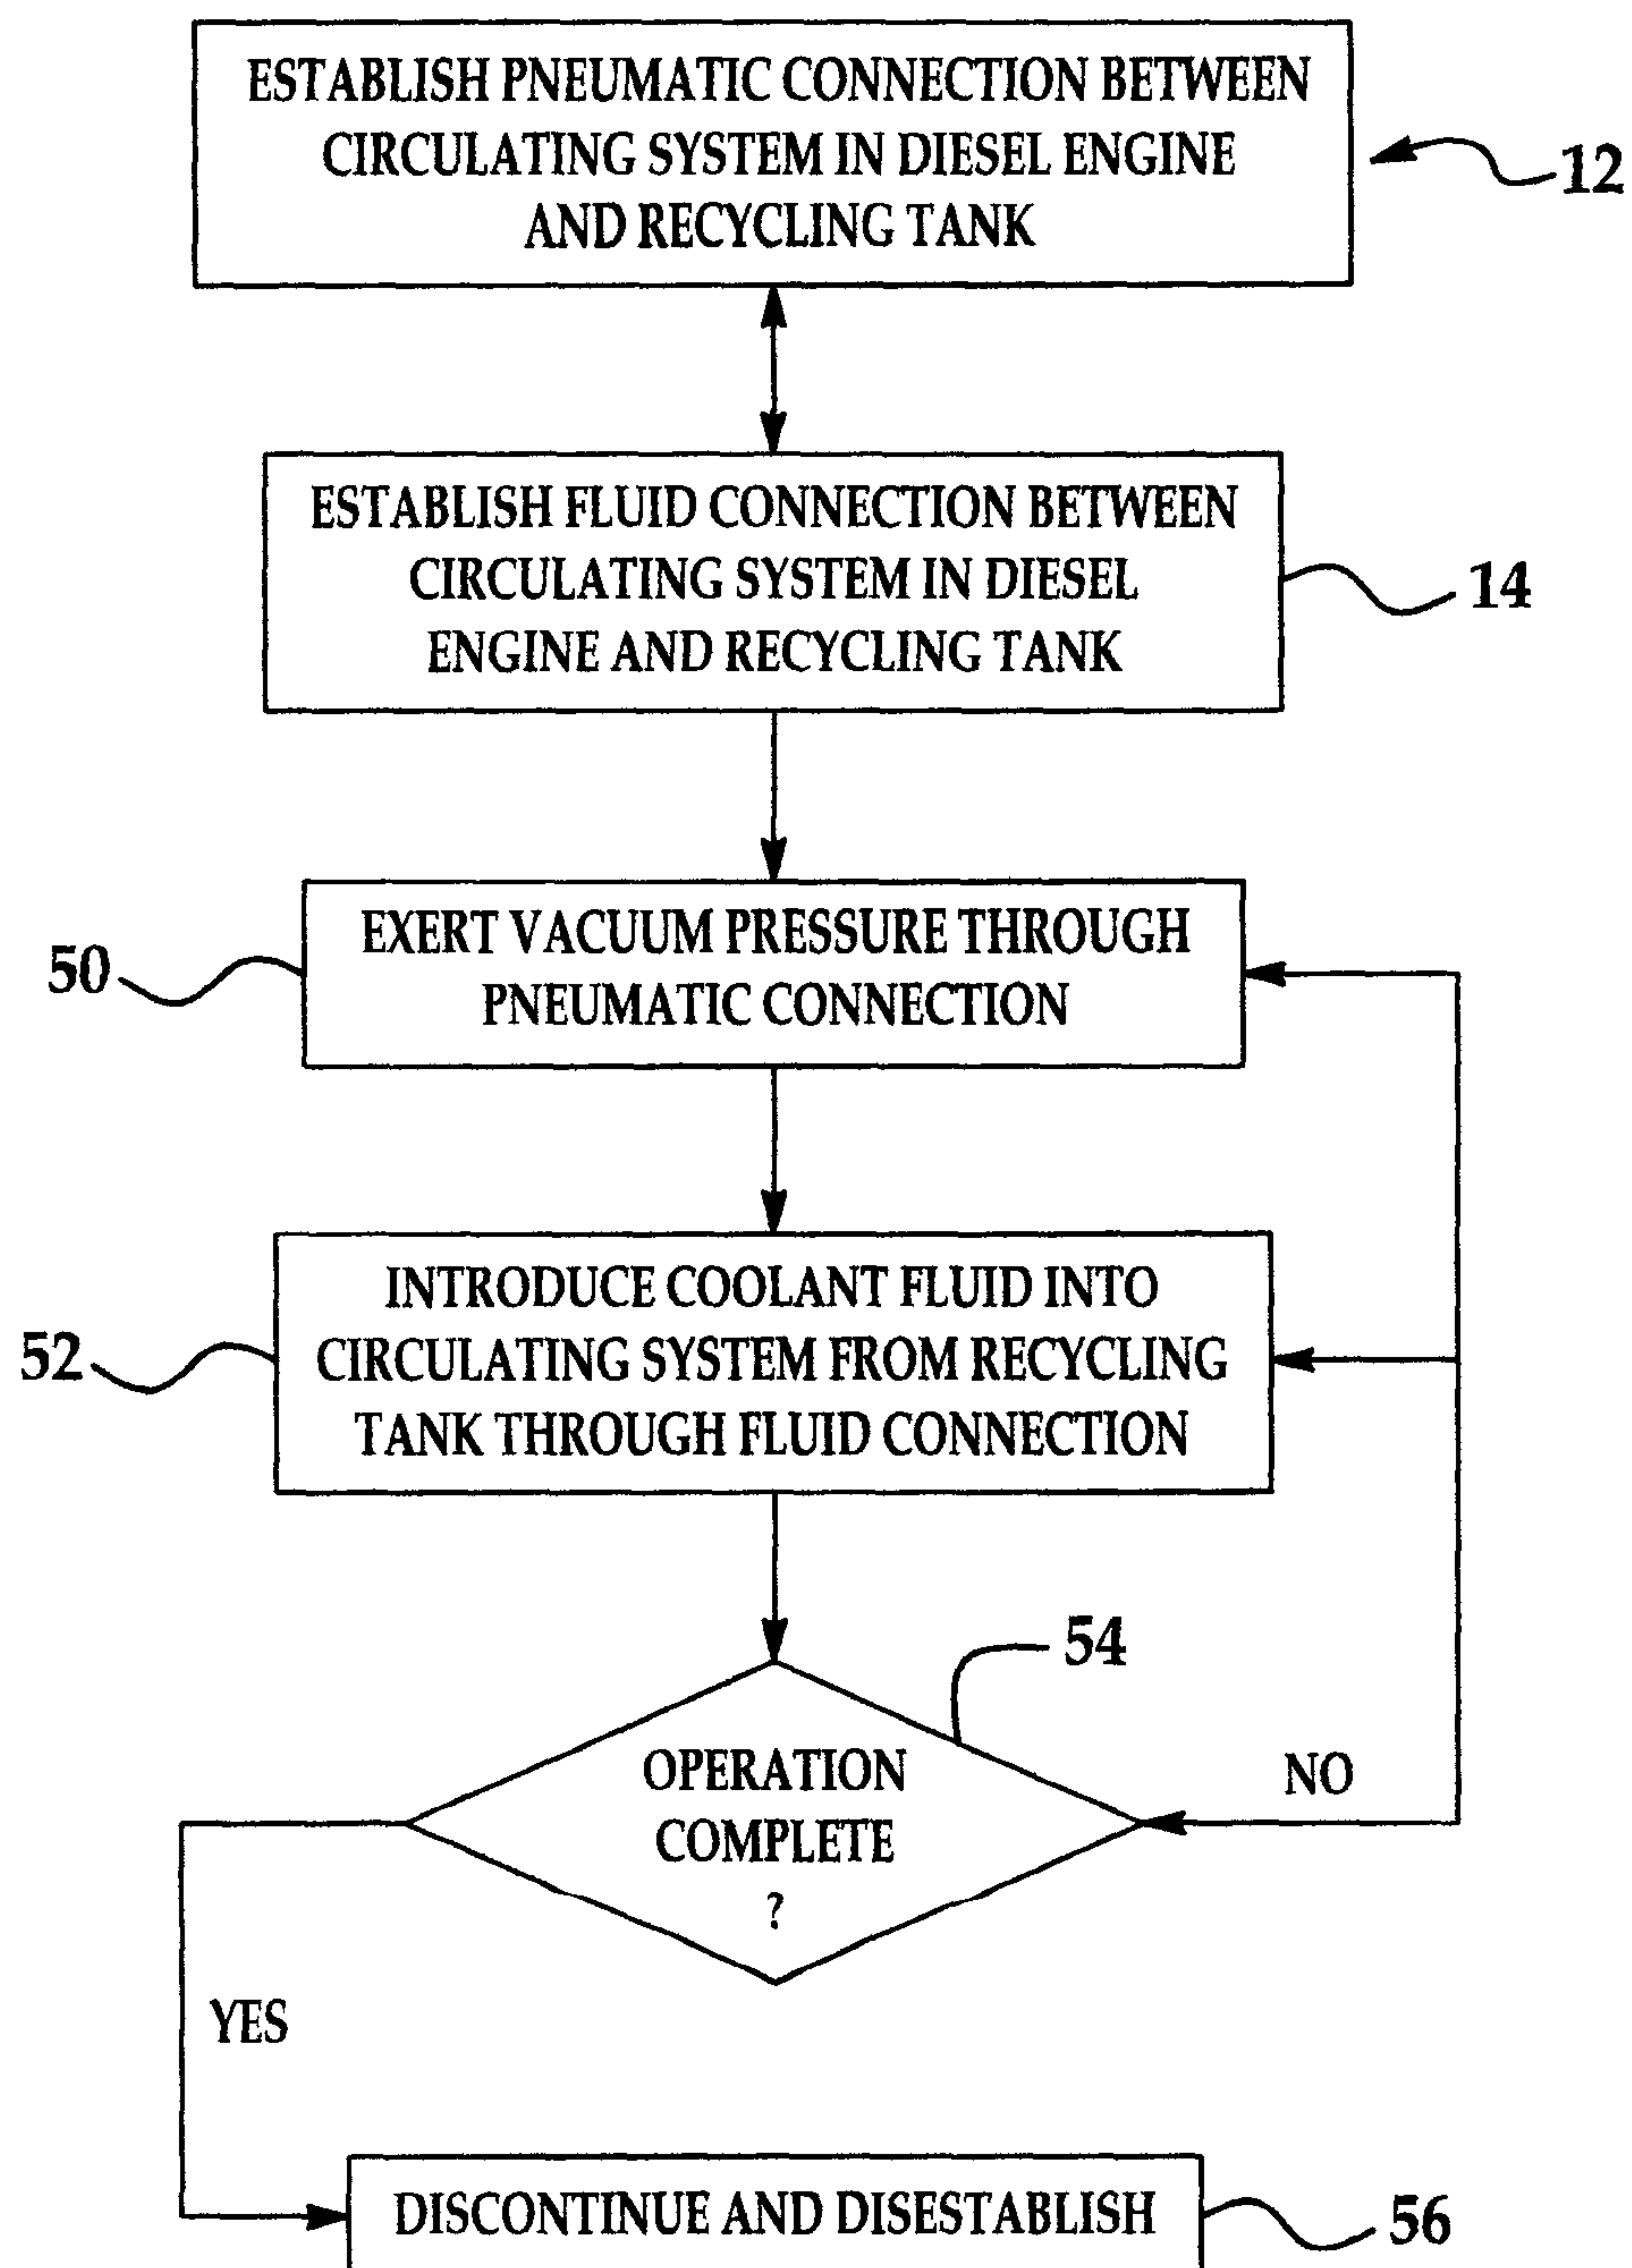 ESTABLISH PNEUMATIC CONNECTION BETWEEN
CIRCULATING SYSTEM IN DIESEL ENGINE
AND RECYCLING TANK
12
ESTABLISH FLUID CONNECTION BETWEEN
CIRCULATING SYSTEM IN DIESEL
ENGINE AND RECYCLING TANK
14
EXERT VACUUM PRESSURE THROUGH
PNEUMATIC CONNECTION
50
INTRODUCE COOLANT FLUID INTO
CIRCULATING SYSTEM FROM RECYCLING
TANK THROUGH FLUID CONNECTION
52
54
OPERATION
COMPLETE
?
NO
YES
DISCONTINUE AND DISESTABLISH
56